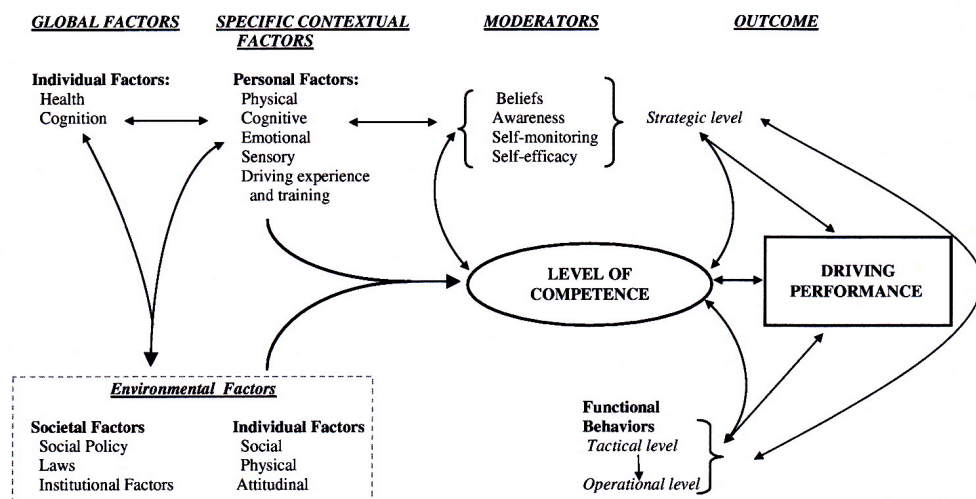 GLOBAL FACTORS
SPECIFIC CONTEXTUAL
FACTORS
MODERATORS
OUTCOME
Individual Factors:
Health
Cognition
Personal Factors:
Physical
Cognitive
Emotional
Sensory
Driving experience
and training
Beliefs
Awareness
Self-monitoring
Self-efficacy
Strategic level
LEVEL OF
COMPETENCE
DRIVING
PERFORMANCE
Environmental Factors
Societal Factors
Social Policy
Laws
Institutional Factors
Individual Factors
Social
Physical
Attitudinal
Functional
Behaviors
Tactical level
Operational level